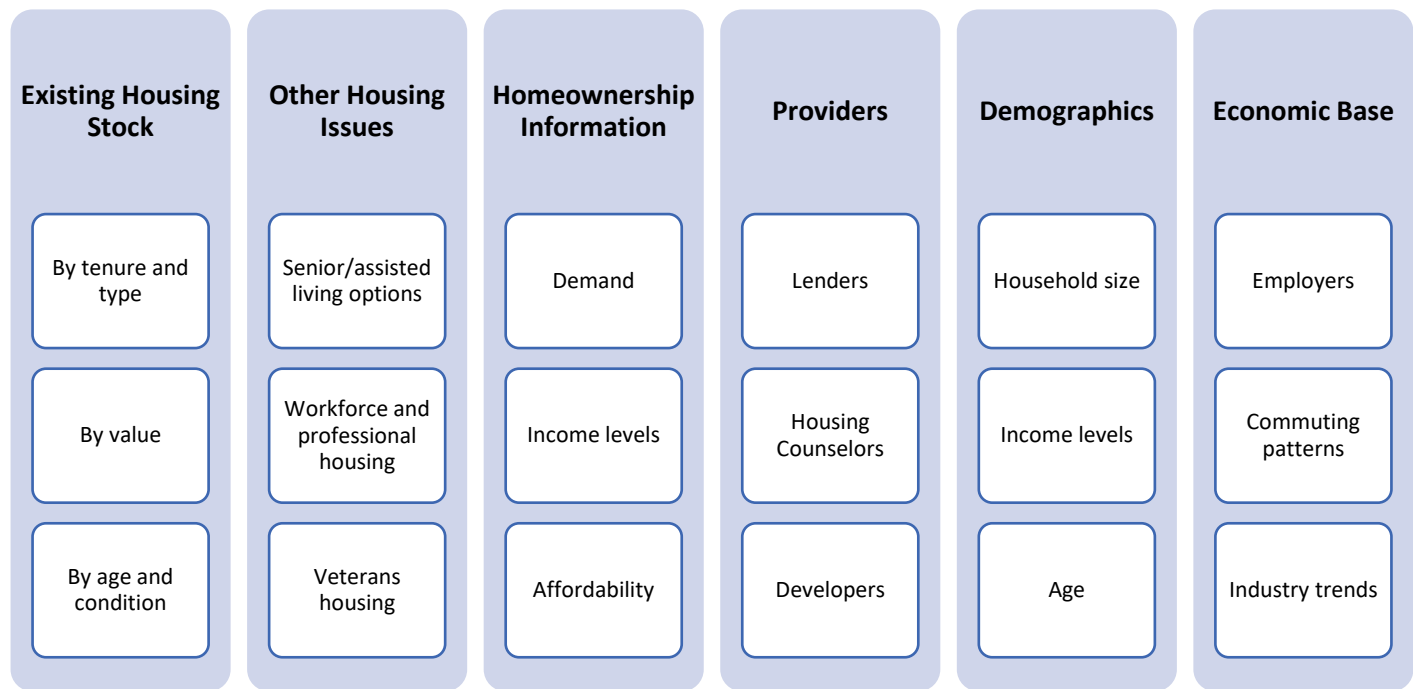 Existing Housing
Stock
By tenure and
type
By value
By age and
condition
Other Housing
Issues
Senior/assisted
living options
Workforce and
professional
housing
Veterans
housing
Homeownership
Information
Demand
Income levels
Affordability
Providers
Lenders
Housing
Counselors
Developers
Demographics
Household size
Income levels
Age
Economic Base
Employers
Commuting
patterns
Industry trends